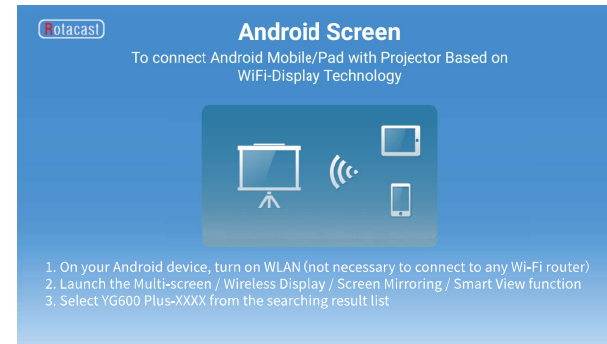 Rotacast
Android Screen
To connect Android Mobile/Pad with Projector Based on
WiFi-Display Technology
1. On your Android device, turn on WLAN (not necessary to connect to any Wi-Fi router)
2. Launch the Multi-screen / Wireless Display / Screen Mirroring / Smart View function
3. Select YG600 Plus-XXXX from the searching result list